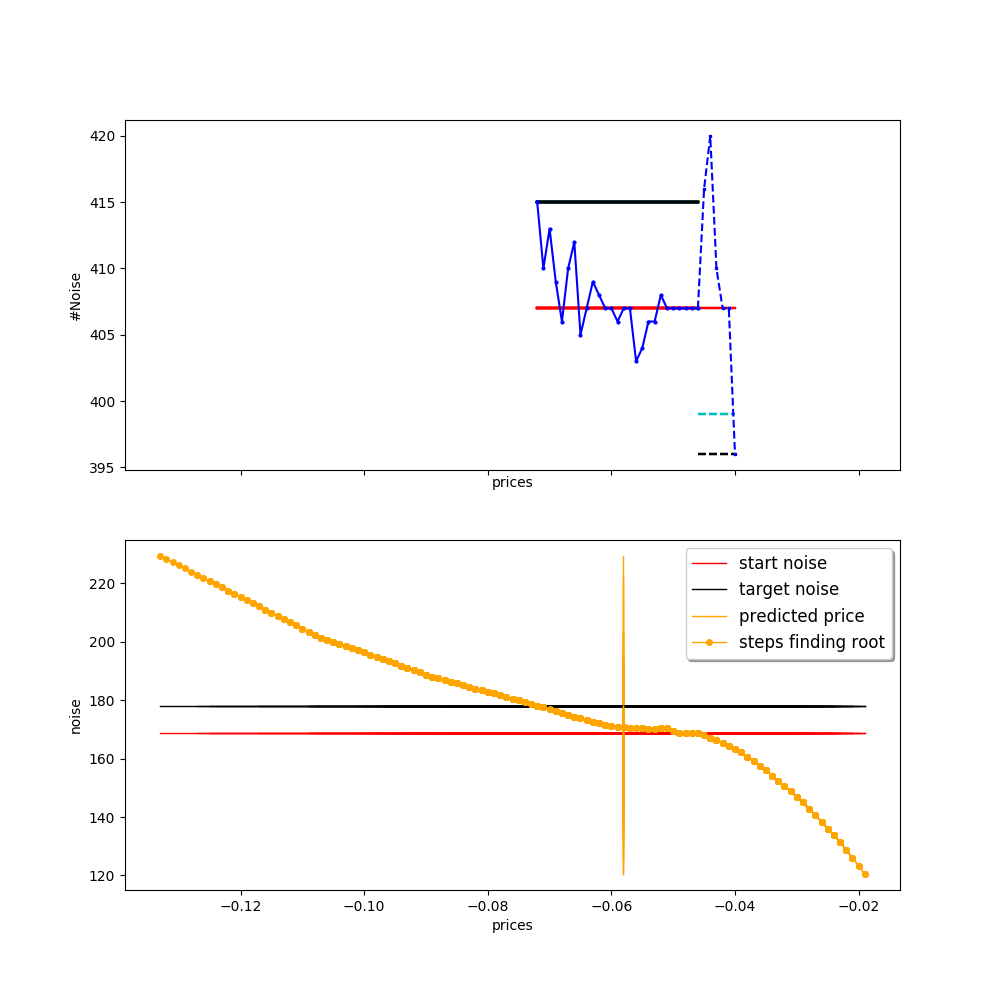 420
415
410
405
400
395
#Noise
prices
start noise
target noise
predicted price
steps finding root
220
200
180
160
140
120
noise
−0.12
−0.10
−0.08
−0.06
−0.04
−0.02
prices